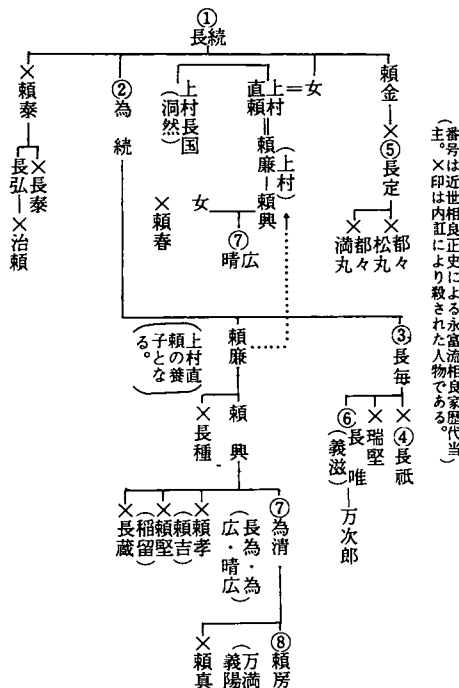 (番号は近世相良正史による永富流相良家歴代当
主。×印は内訌により殺された人物である。)
①長続
頼金
×⑤長定
×都々松丸
×都々満丸
女
上村直頼
頼廉
頼興
(上村)
上村長国
(洞然)
女
⑦晴広
×頼春
②為続
×頼泰
×長泰
長弘
×治頼
③長毎
×④長祇
×瑞堅
⑥長唯
(義滋)
万次郎
頼廉
(上村直
頼の養
子とな
る。)
頼興
×長種
⑦為清
(長為・為
広・晴広)
×頼孝
(頼吉)
×頼堅
(稲留)
×長蔵
⑧頼房
(万満
義陽)
×頼真